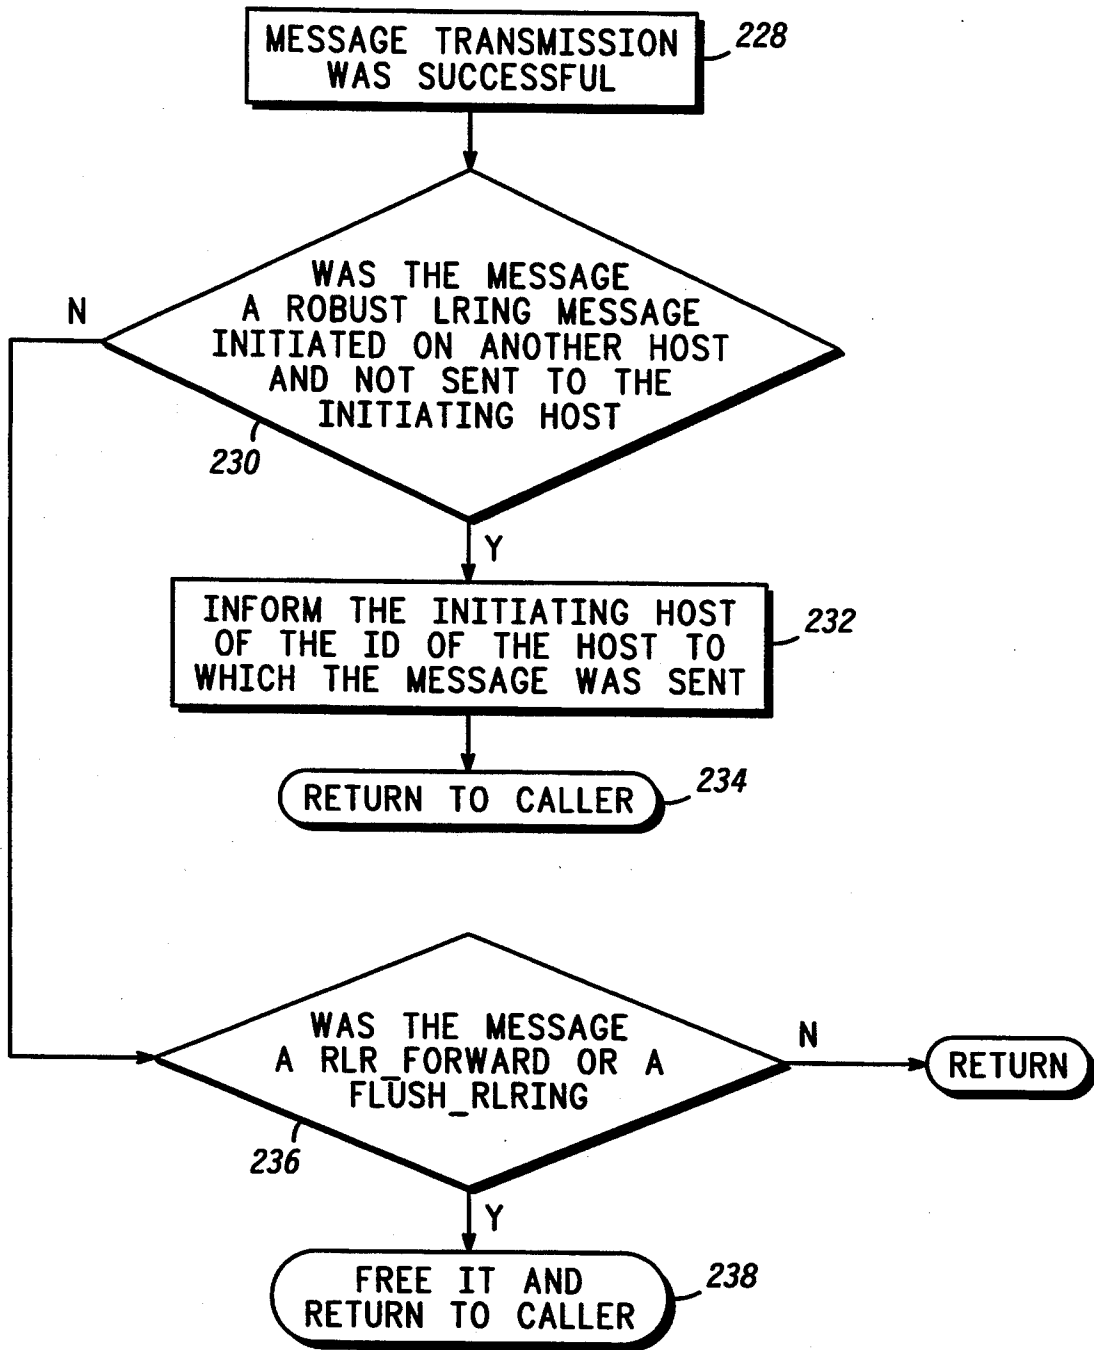 MESSAGE TRANSMISSION
WAS SUCCESSFUL
228
WAS THE MESSAGE
A ROBUST LRING MESSAGE
INITIATED ON ANOTHER HOST
AND NOT SENT TO THE
INITIATING HOST
N
230
Y
INFORM THE INITIATING HOST
OF THE ID OF THE HOST TO
WHICH THE MESSAGE WAS SENT
232
RETURN TO CALLER
234
WAS THE MESSAGE
A RLR_FORWARD OR A
FLUSH_RLRING
N
RETURN
236
Y
FREE IT AND
RETURN TO CALLER
238